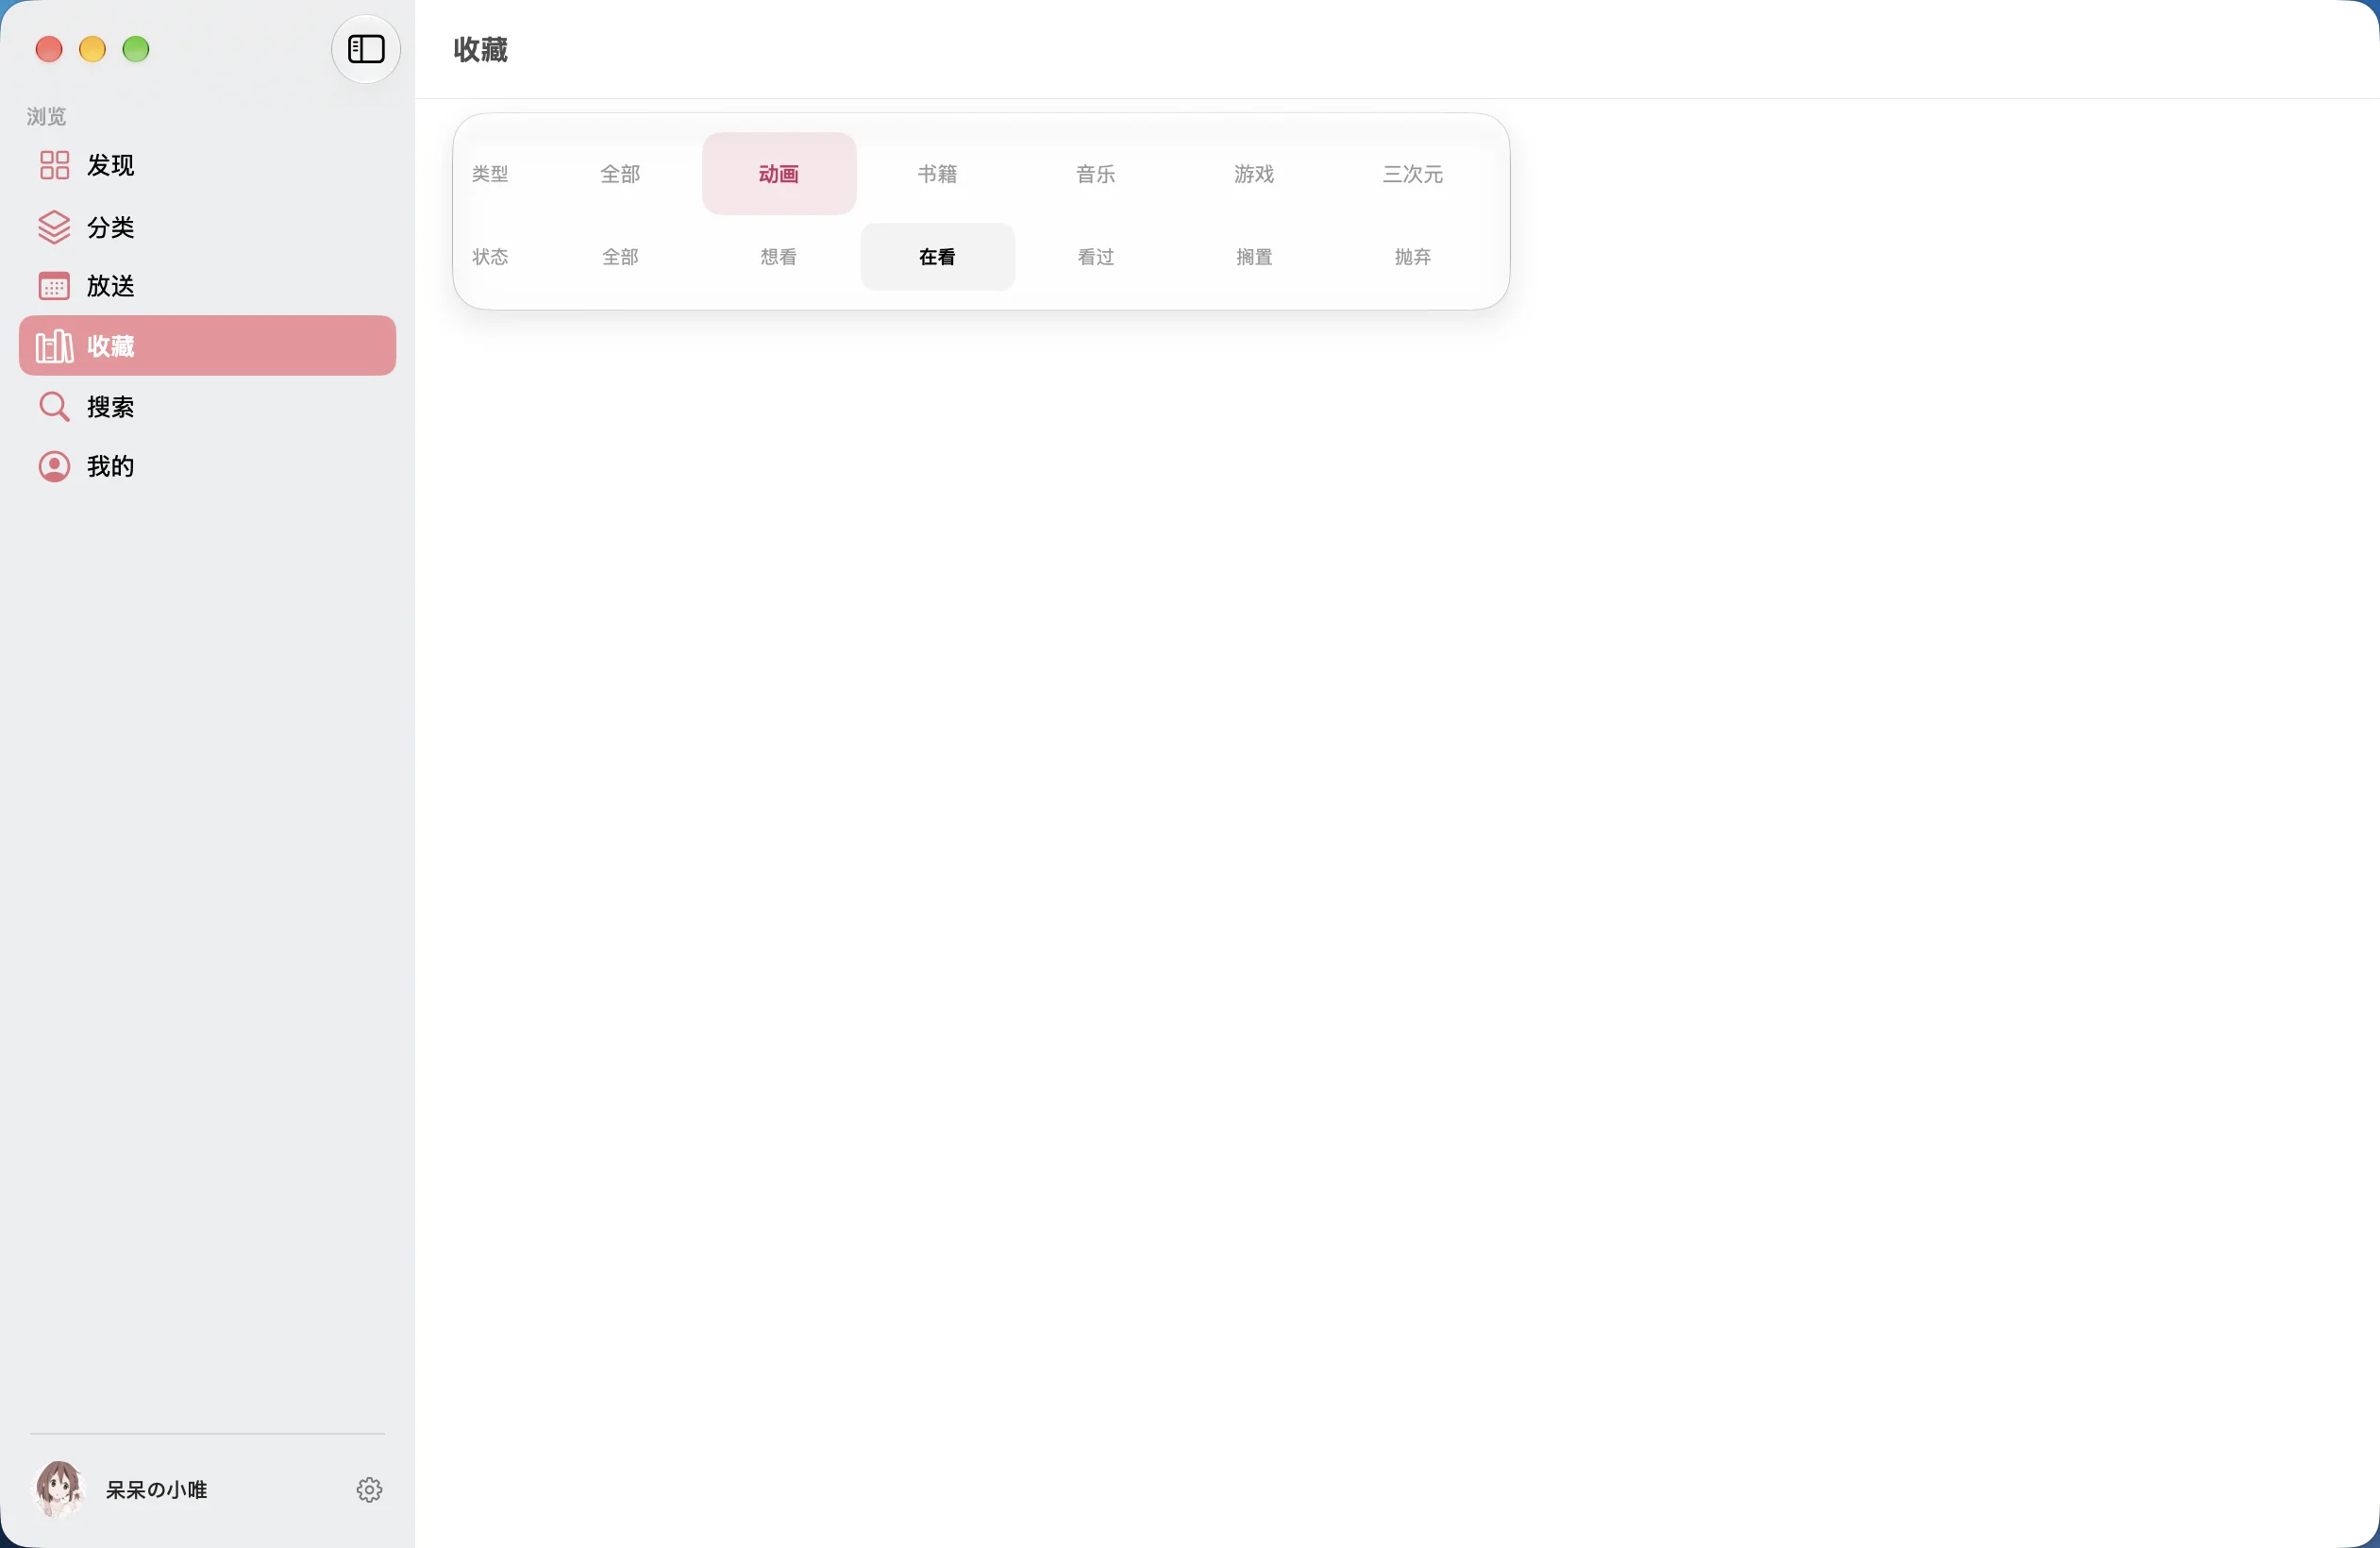 收藏
浏览
发现
分类
放送
收藏
搜索
我的
类型 全部 动画 书籍 音乐 游戏 三次元
状态 全部 想看 在看 看过 搁置 抛弃
呆呆の小唯